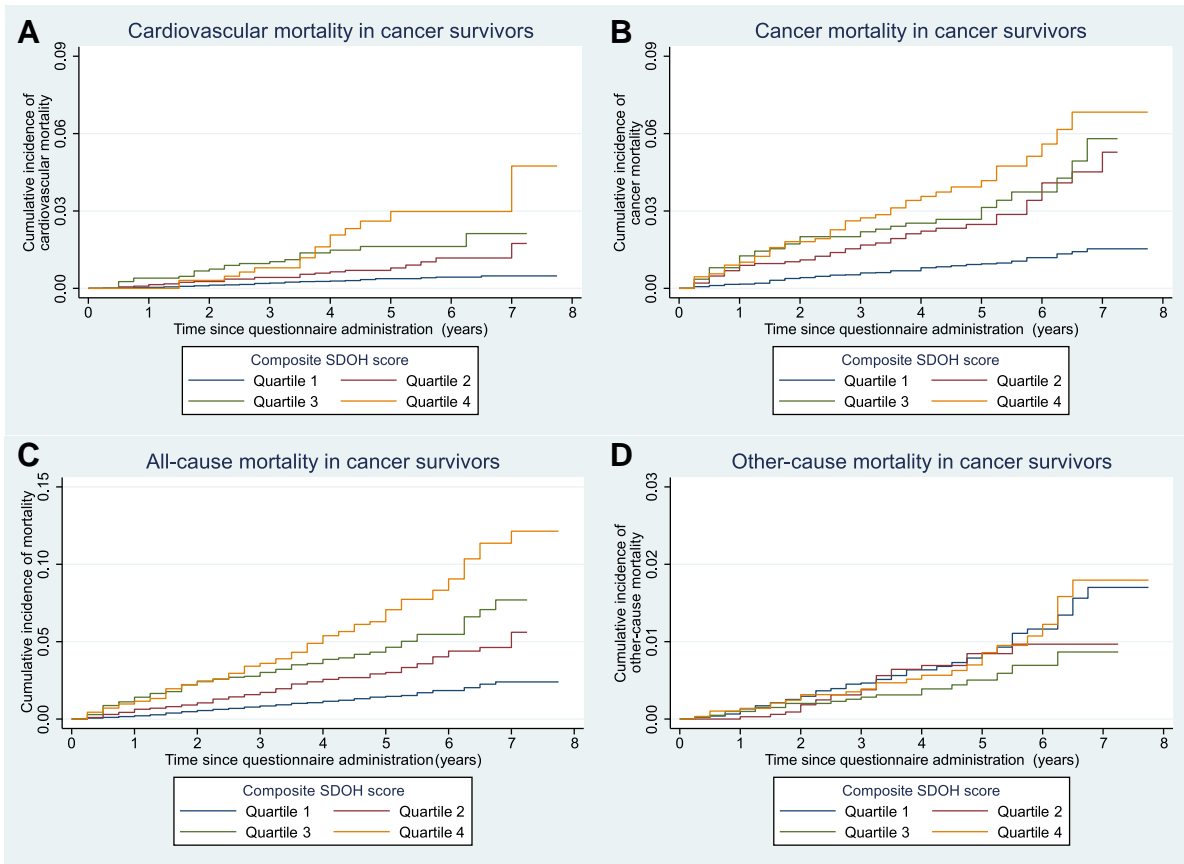 A
Cardiovascular mortality in cancer survivors
Cumulative incidence of
cardiovascular mortality
0.09
0.06
0.03
0.00
0 1 2 3 4 5 6 7 8
Time since questionnaire administration (years)
Composite SDOH score
Quartile 1 Quartile 2
Quartile 3 Quartile 4
B
Cancer mortality in cancer survivors
Cumulative incidence of
cancer mortality
0.09
0.06
0.03
0.00
0 1 2 3 4 5 6 7 8
Time since questionnaire administration (years)
Composite SDOH score
Quartile 1 Quartile 2
Quartile 3 Quartile 4
C
All-cause mortality in cancer survivors
Cumulative incidence of mortality
0.15
0.10
0.05
0.00
0 1 2 3 4 5 6 7 8
Time since questionnaire administration(years)
Composite SDOH score
Quartile 1 Quartile 2
Quartile 3 Quartile 4
D
Other-cause mortality in cancer survivors
Cumulative incidence of
other-cause mortality
0.03
0.02
0.01
0.00
0 1 2 3 4 5 6 7 8
Time since questionnaire administration (years)
Composite SDOH score
Quartile 1 Quartile 2
Quartile 3 Quartile 4